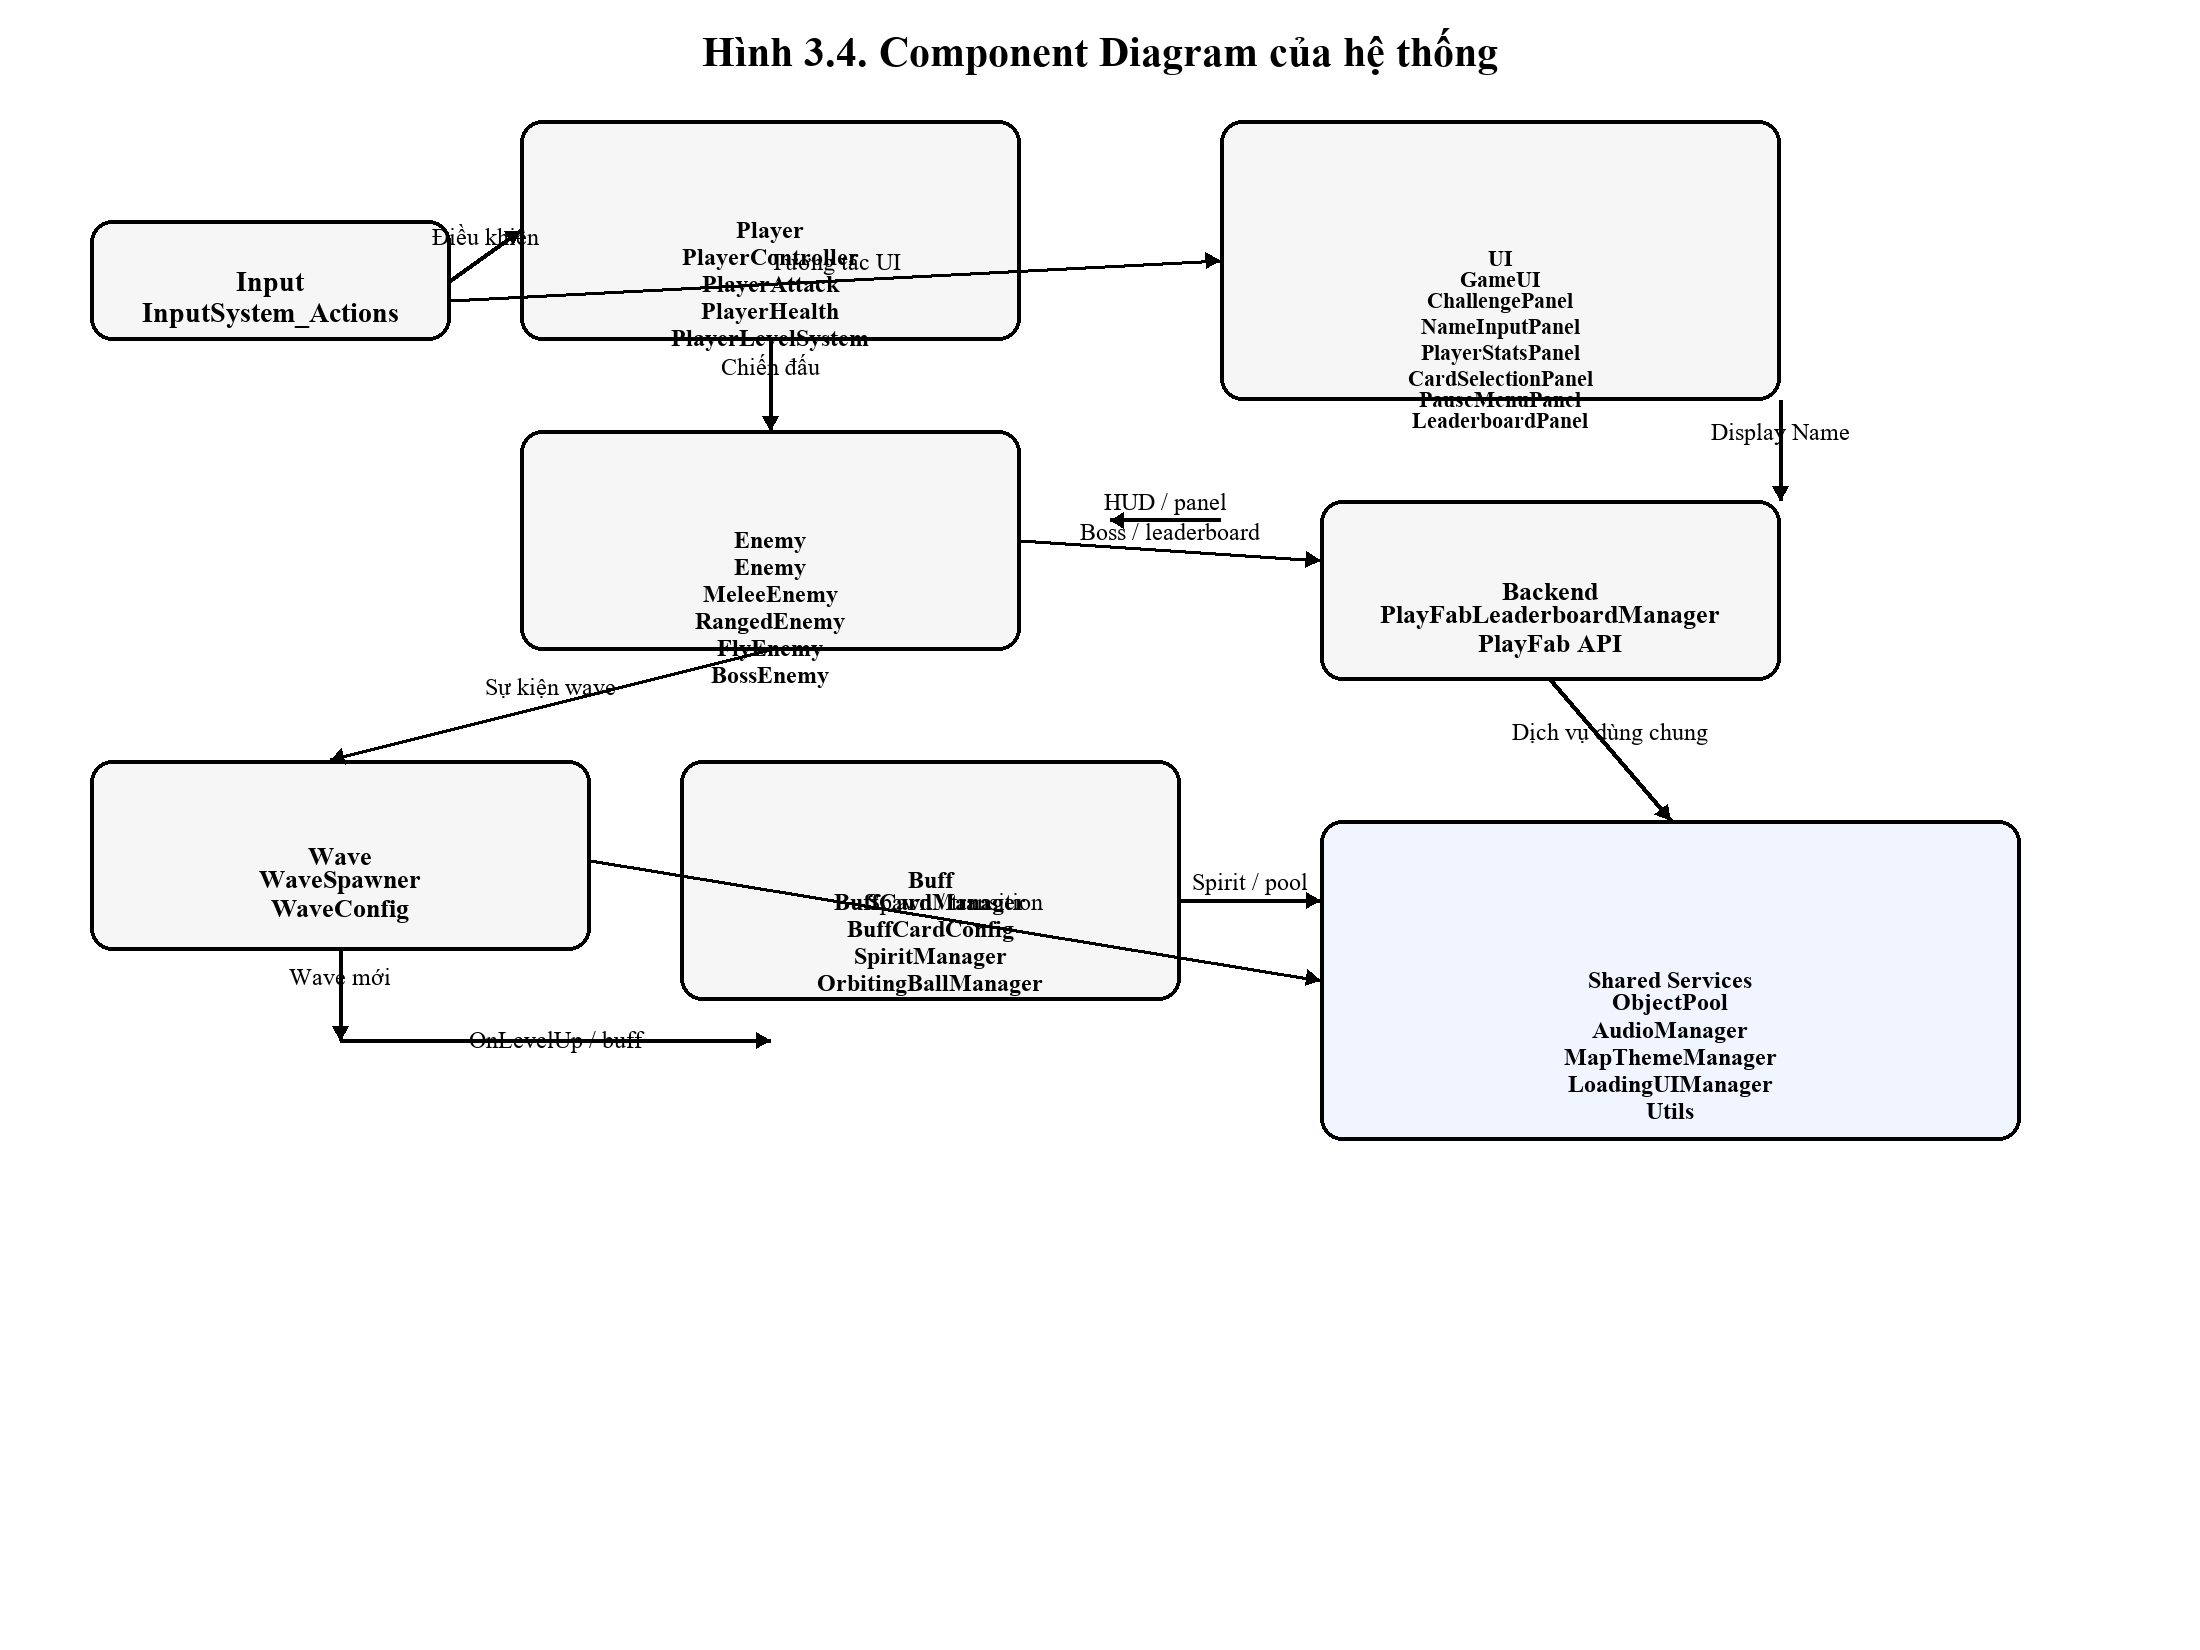 Hình 3.4. Component Diagram của hệ thống
Input
InputSystem_Actions
Điều khiển
Player
PlayerController
PlayerAttack
PlayerHealth
PlayerLevelSystem
Tương tác UI
UI
GameUI
ChallengePanel
NameInputPanel
PlayerStatsPanel
CardSelectionPanel
PauseMenuPanel
LeaderboardPanel
Chiến đấu
Display Name
Enemy
Enemy
MeleeEnemy
RangedEnemy
FlyEnemy
BossEnemy
HUD / panel
Boss / leaderboard
Backend
PlayFabLeaderboardManager
PlayFab API
Sự kiện wave
Dịch vụ dùng chung
Wave
WaveSpawner
WaveConfig
Buff
BuffCardManager
BuffCardConfig
SpiritManager
OrbitingBallManager
Spawn / transition
Spirit / pool
Shared Services
ObjectPool
AudioManager
MapThemeManager
LoadingUIManager
Utils
Wave mới
OnLevelUp / buff